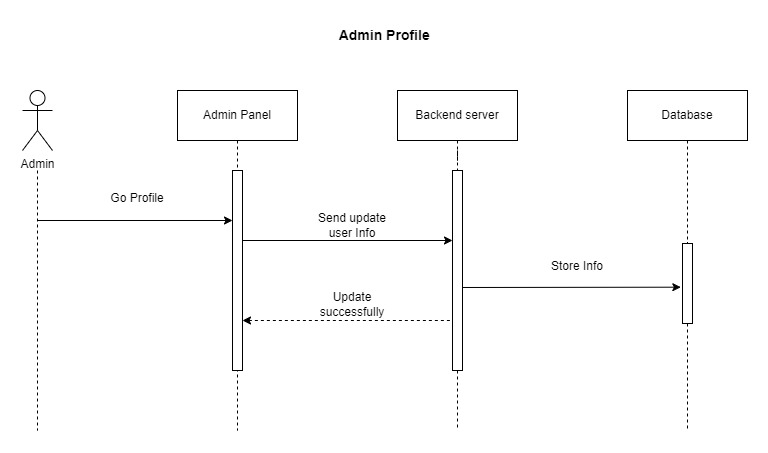 Admin Profile
Admin Panel
Backend server
Database
Admin
Go Profile
Send update
user Info
Store Info
Update
successfully